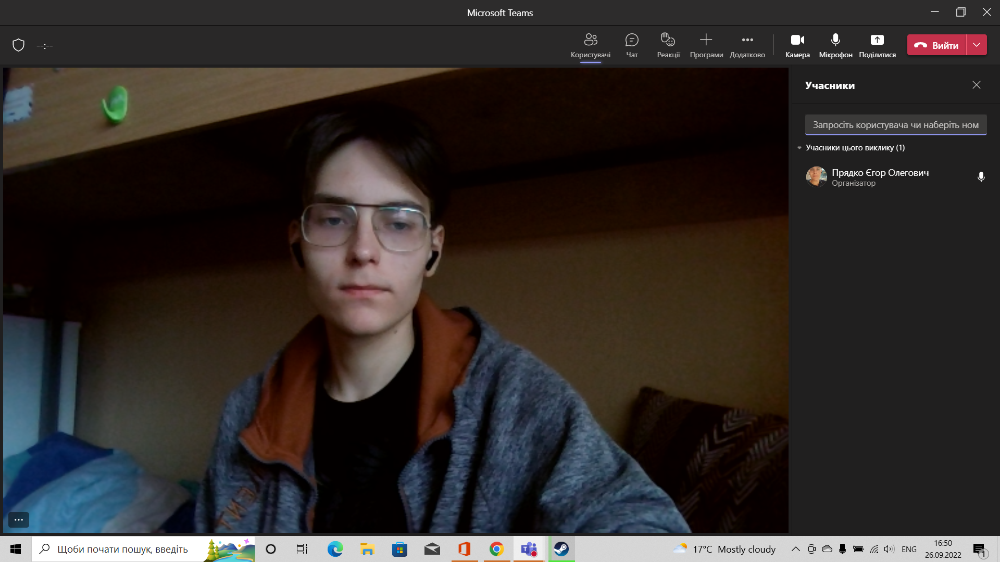 Microsoft Teams
--:--
Користувачі
Чат
Реакції
Програми
Додатково
Камера
Мікрофон
Поділитися
Вийти
Учасники
Запросіть користувача чи наберіть ном
Учасники цього виклику (1)
Прядко Єгор Олегович
Організатор
Щоби почати пошук, введіть
17°C Mostly cloudy
ENG
16:50
26.09.2022
1